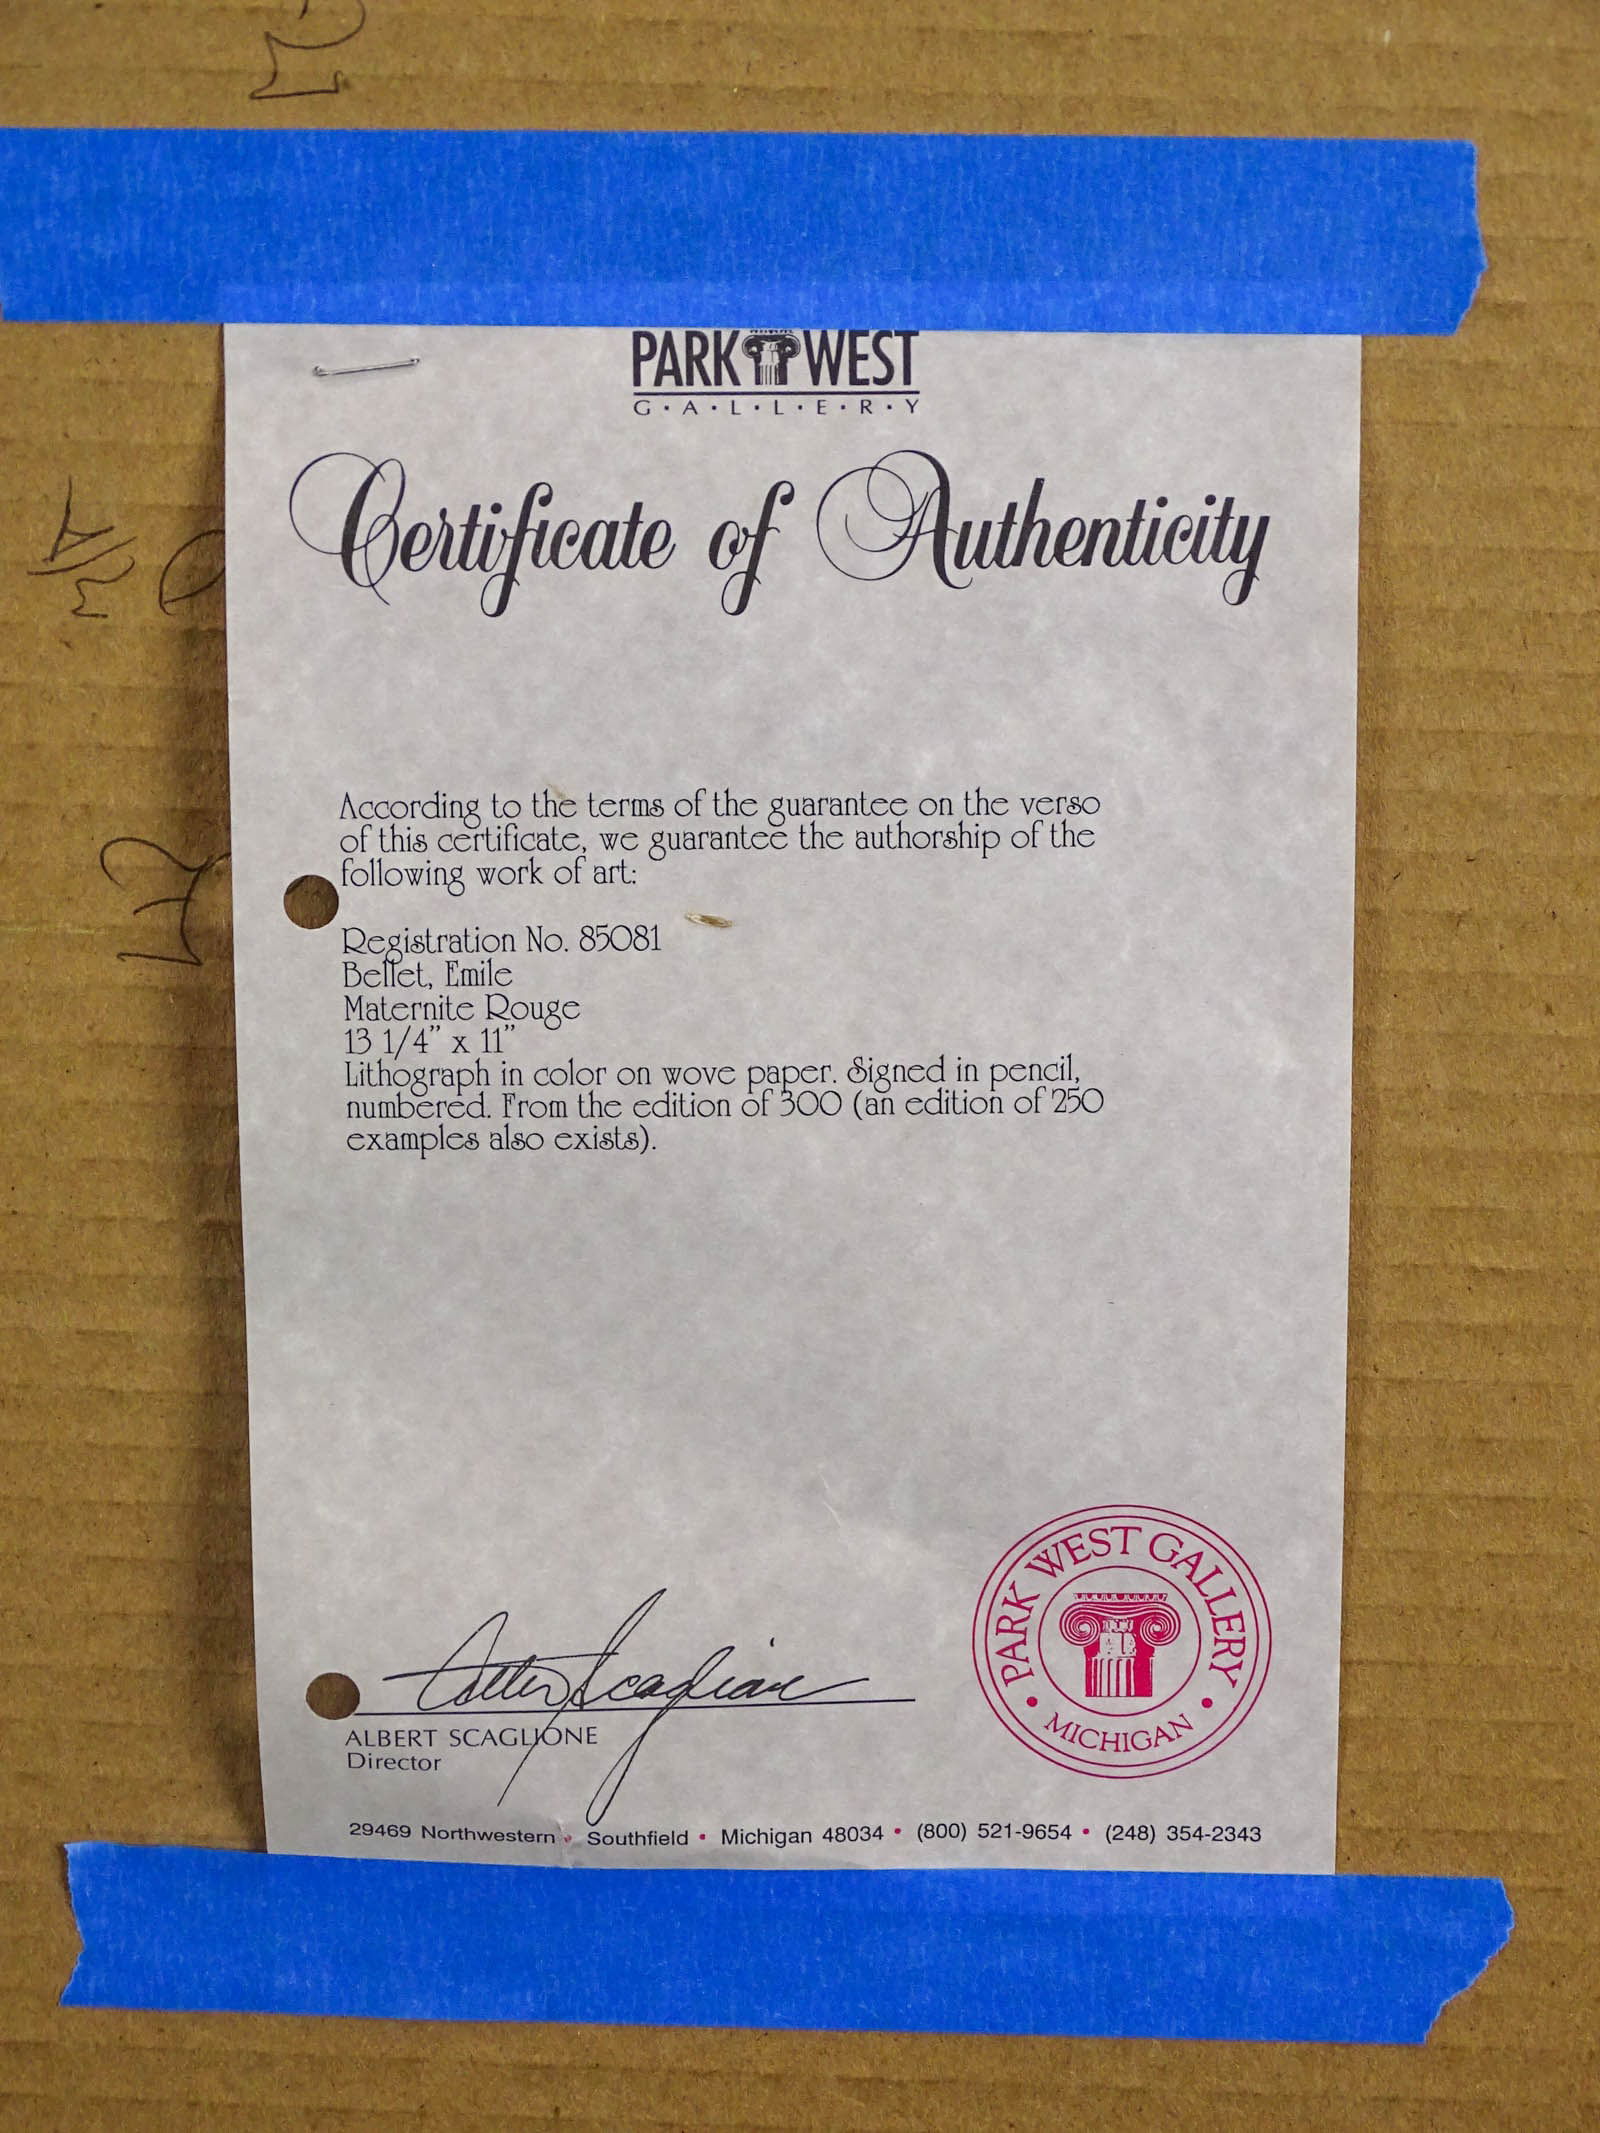 PARK WEST
G·A·L·L·E·R·Y
Certificate of Authenticity
According to the terms of the guarantee on the verso
of this certificate, we guarantee the authorship of the
following work of art:
Registration No. 85081
Bellet, Emile
Maternite Rouge
13 1/4” x 11”
Lithograph in color on wove paper. Signed in pencil,
numbered. From the edition of 300 (an edition of 250
examples also exists).
Albert Scaglione
ALBERT SCAGLIONE
Director
PARK WEST GALLERY
• MICHIGAN •
29469 Northwestern • Southfield • Michigan 48034 • (800) 521-9654 • (248) 354-2343